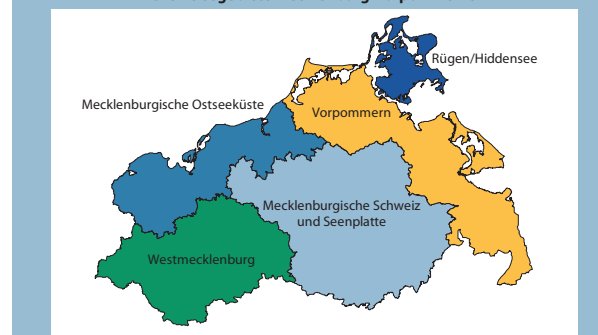 Rügen/Hiddensee
Mecklenburgische Ostseeküste
Vorpommern
Mecklenburgische Schweiz
und Seenplatte
Westmecklenburg